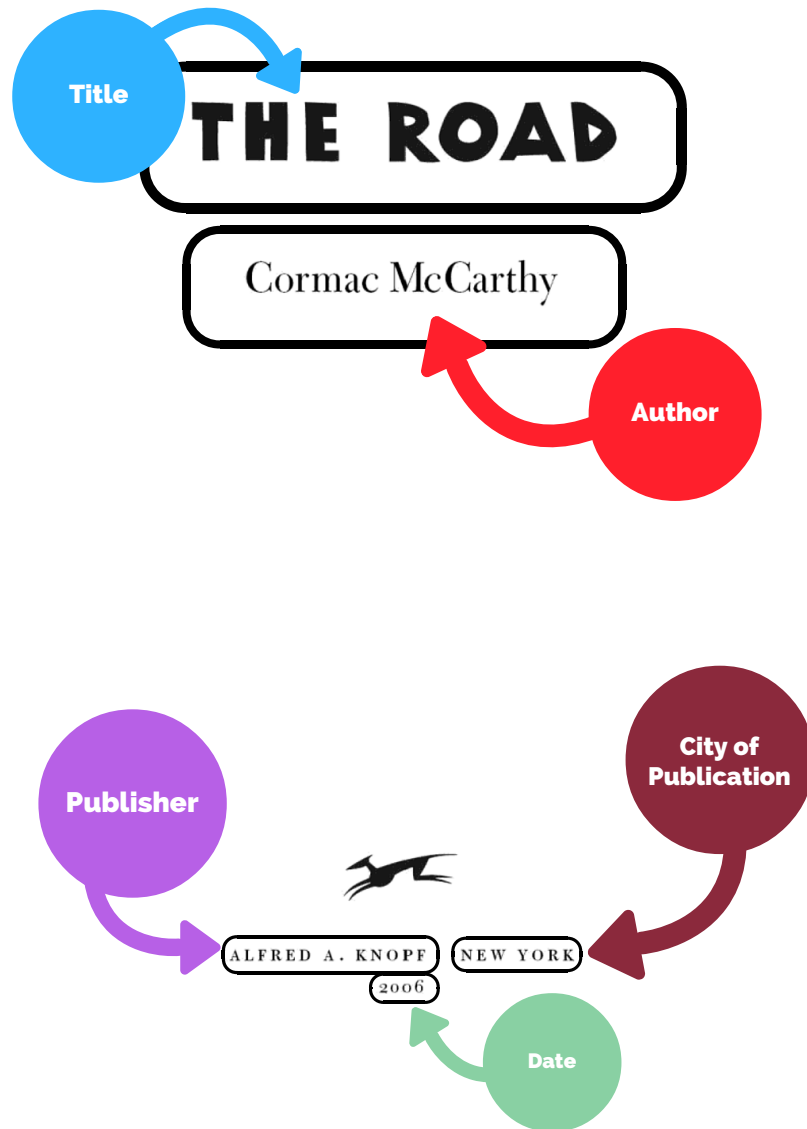 Title
THE ROAD
Cormac McCarthy
Author
City of
Publication
Publisher
ALFRED A. KNOPF NEW YORK
2006
Date